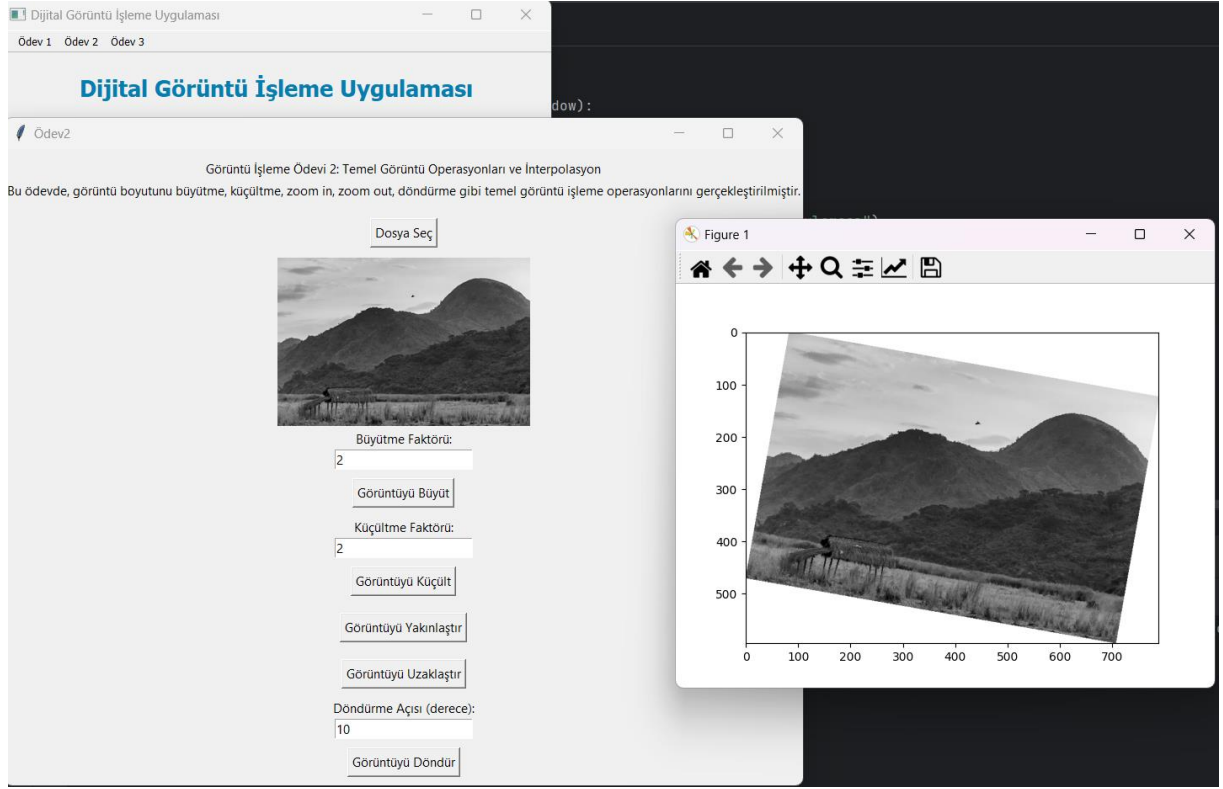 Dijital Görüntü İşleme Uygulaması
Ödev 1 Ödev 2 Ödev 3
Dijital Görüntü İşleme Uygulaması
dow):
Ödev2
Görüntü İşleme Ödevi 2: Temel Görüntü Operasyonları ve İnterpolasyon
Bu ödevde, görüntü boyutunu büyütme, küçültme, zoom in, zoom out, döndürme gibi temel görüntü işleme operasyonlarını gerçekleştirilmiştir.
Dosya Seç
Büyütme Faktörü:
2
Görüntüyü Büyüt
Küçültme Faktörü:
2
Görüntüyü Küçült
Görüntüyü Yakınlaştır
Görüntüyü Uzaklaştır
Döndürme Açısı (derece):
10
Görüntüyü Döndür
Figure 1
0
100
200
300
400
500
0 100 200 300 400 500 600 700